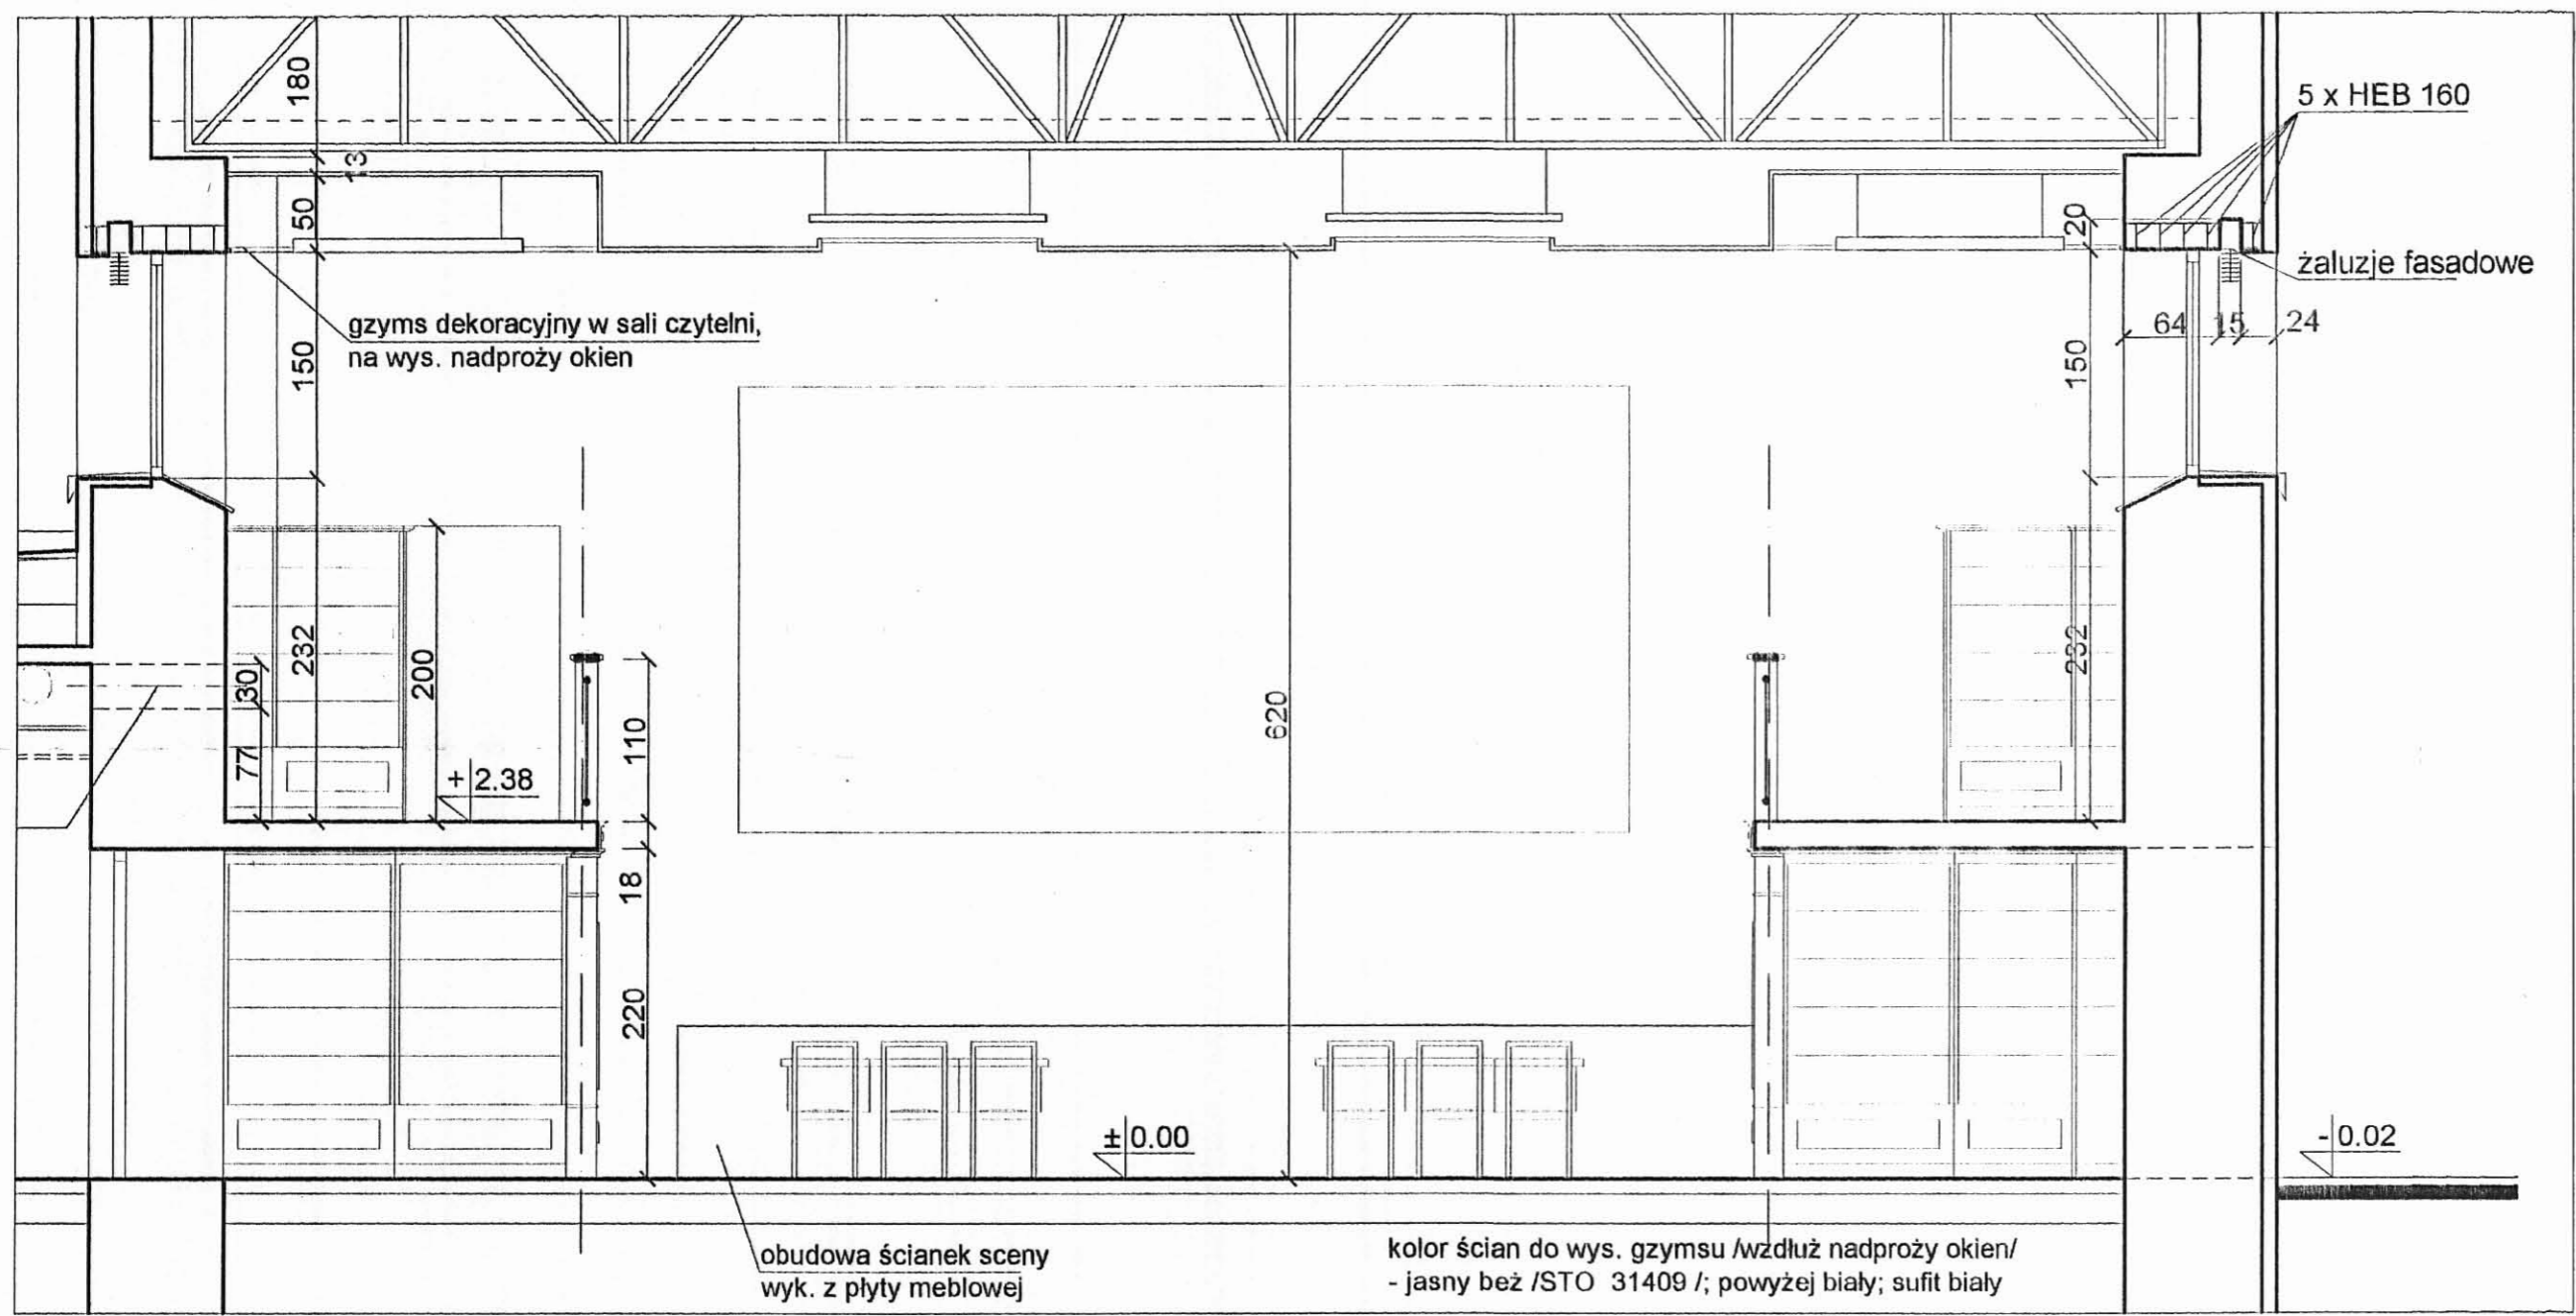 180
13
50
5 x HEB 160
20
żaluzje fasadowe
gzyms dekoracyjny w sali czytelni,
na wys. nadproży okien
64 15 24
150
150
232
200
30
77
+ 2.38
110
620
232
18
220
± 0.00
- 0.02
obudowa ścianek sceny
wyk. z płyty meblowej
kolor ścian do wys. gzymsu /wzdłuż nadproży okien/
- jasny beż /STO 31409 /; powyżej biały; sufit biały